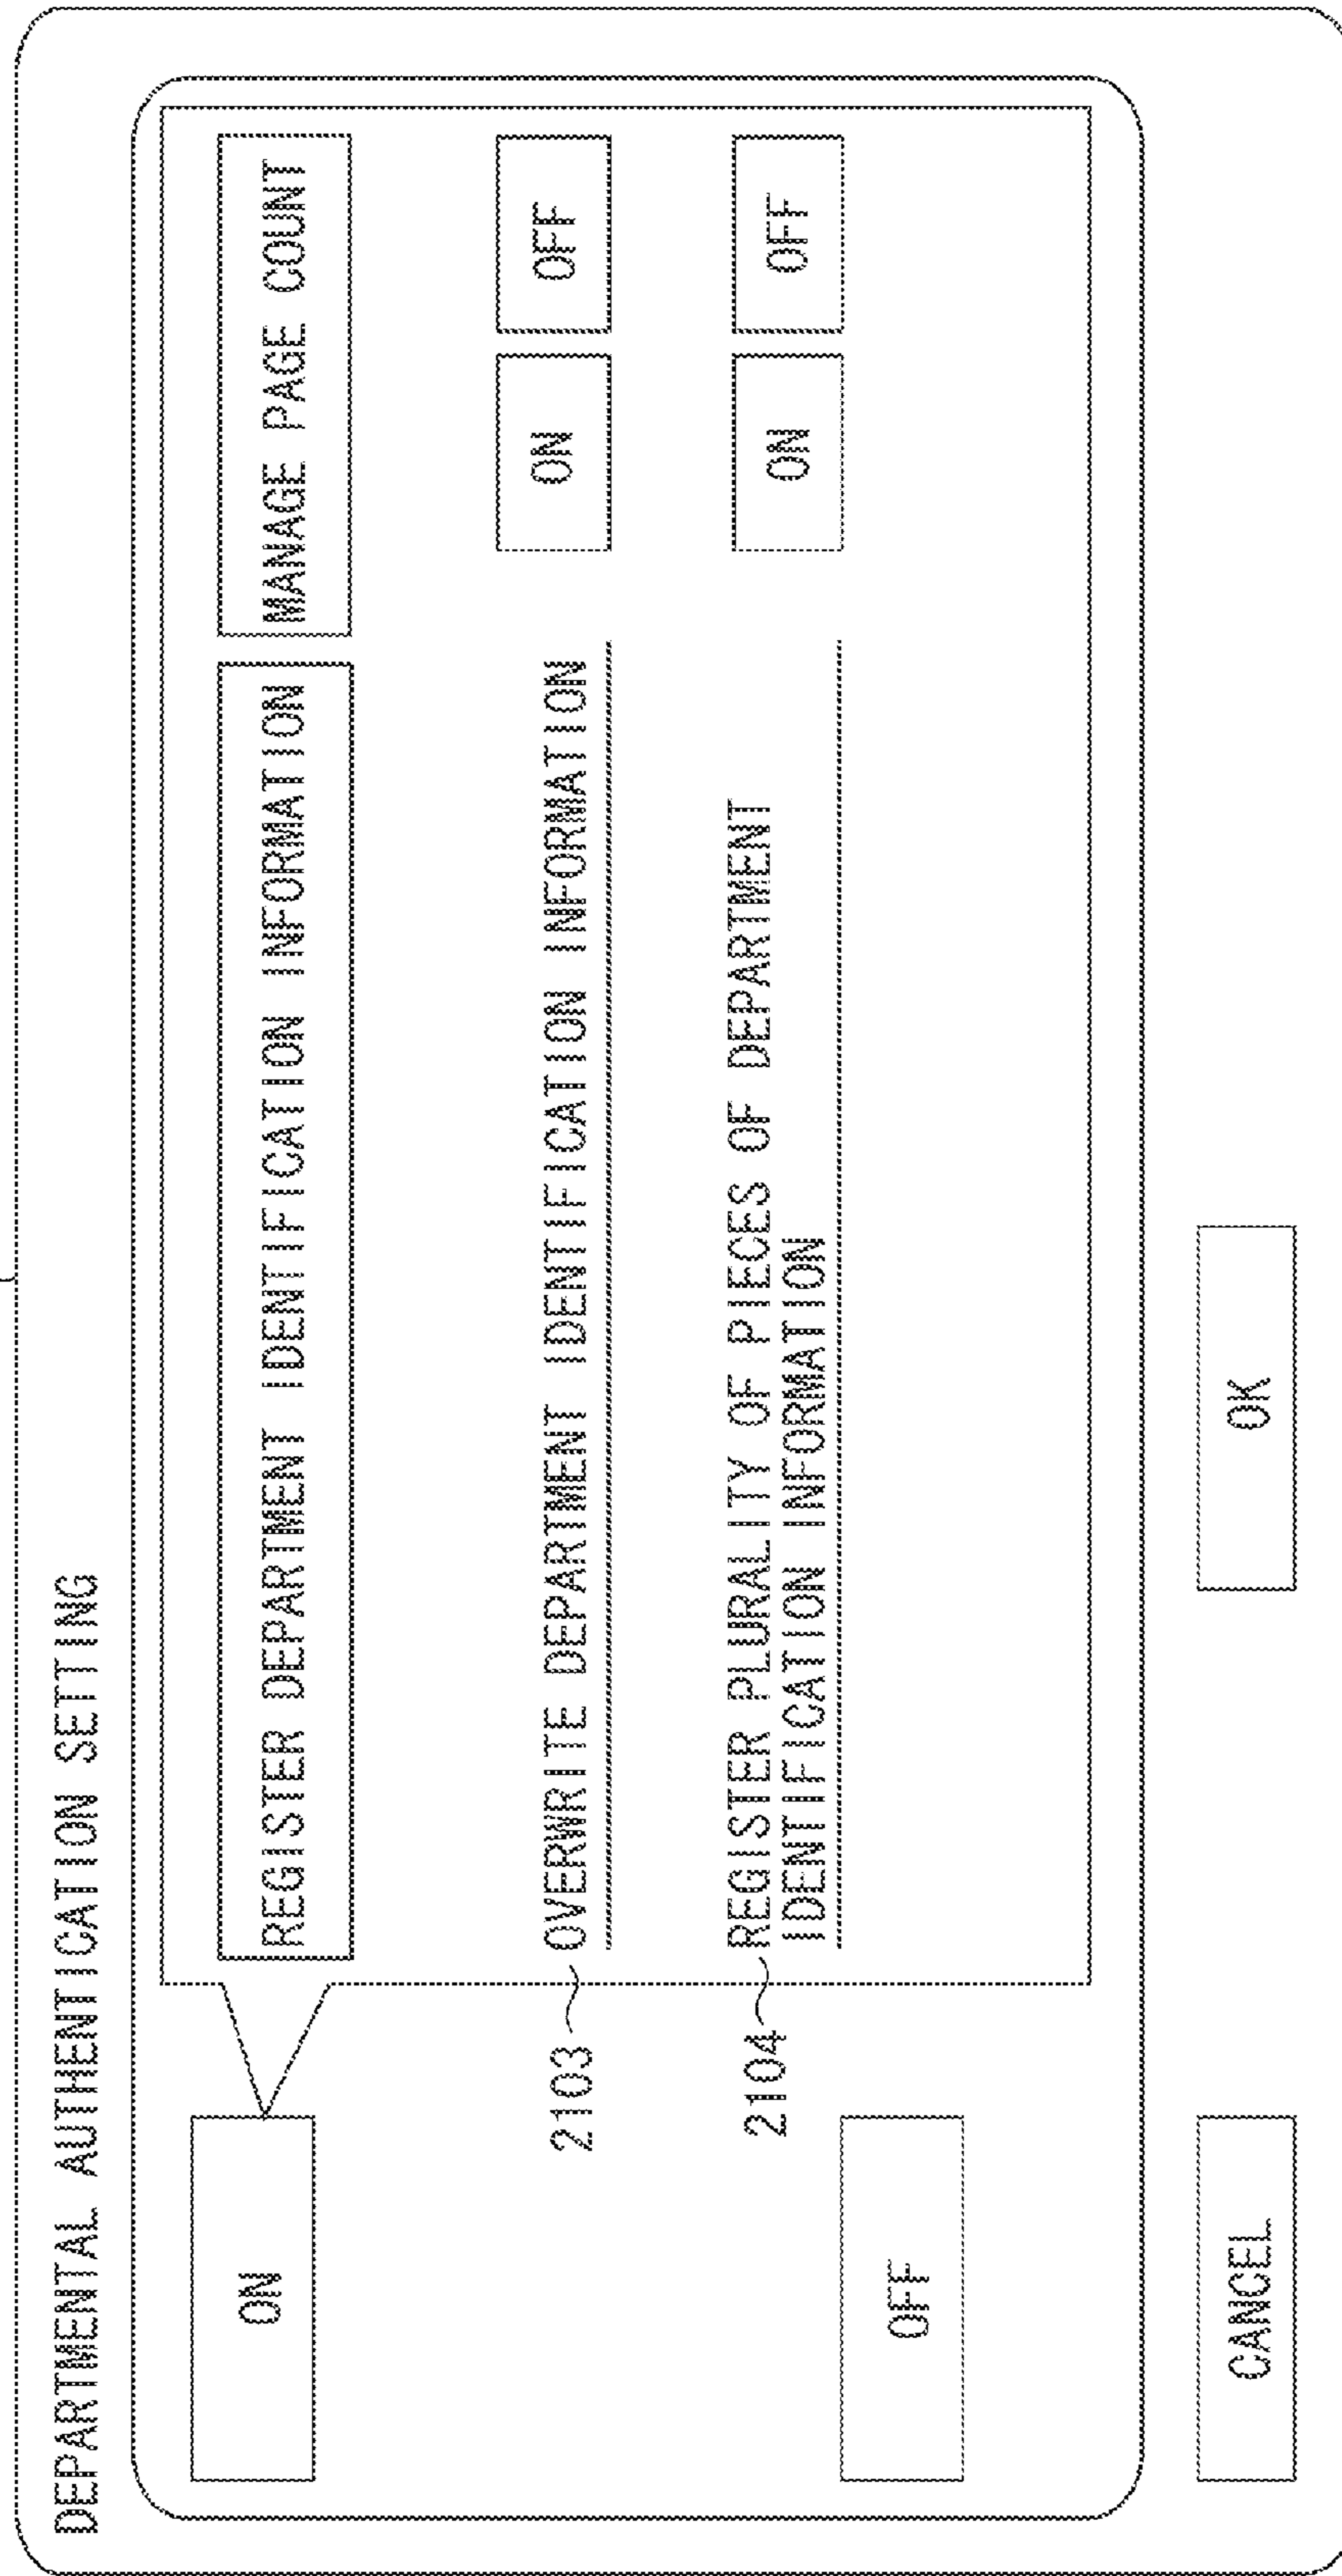 DEPARTMENTAL AUTHENTICATION SETTING
ON
REGISTER DEPARTMENT IDENTIFICATION INFORMATION
MANAGE PAGE COUNT
2103
OVERWRITE DEPARTMENT IDENTIFICATION INFORMATION
ON
OFF
2104
REGISTER PLURALITY OF PIECES OF DEPARTMENT
IDENTIFICATION INFORMATION
ON
OFF
OFF
CANCEL
OK